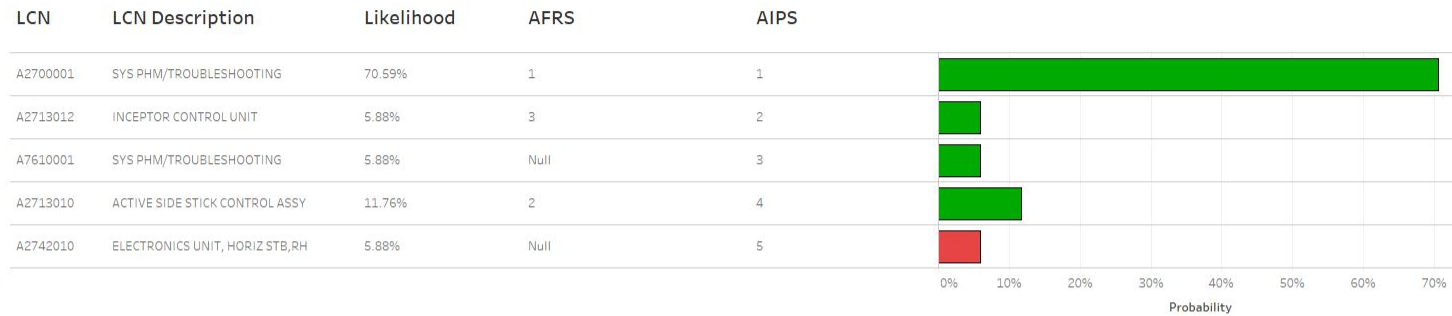 LCN LCN Description Likelihood AFRS AIPS
A2700001 SYS PHM/TROUBLESHOOTING 70.59% 1 1
A2713012 INCEPTOR CONTROL UNIT 5.88% 3 2
A7610001 SYS PHM/TROUBLESHOOTING 5.88% Null 3
A2713010 ACTIVE SIDE STICK CONTROL ASSY 11.76% 2 4
A2742010 ELECTRONICS UNIT, HORIZ STB,RH 5.88% Null 5
0% 10% 20% 30% 40% 50% 60% 70%
Probability